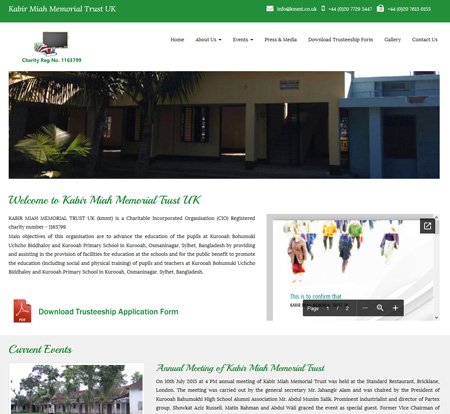 Kabir Miah Memorial Trust UK
info@kmmt.co.uk +44 (0)20 7729 5447 +44 (0)20 7613 0153
Charity Reg No. 1163799
Home About Us Events Press & Media Download Trusteeship Form Gallery Contact Us
Welcome to Kabir Miah Memorial Trust UK
KABIR MIAH MEMORIAL TRUST UK (kmmt) is a Charitable Incorporated Organisation (CIO) Registered
charity number - 1163799
Main objectives of this organisation are to advance the education of the pupils at Kurooah Bohumuki
Uchcho Biddhaloy and Kurooah Primary School in Kurooah, Osmaninagar, Sylhet, Bangladesh by providing
and assisting in the provision of facilities for education at the schools and for the public benefit to promote
the education (including social and physical training) of pupils and teachers at Kurooah Bohumuki Uchcho
Biddhaloy and Kurooah Primary School in Kurooah, Osmaninagar, Sylhet, Bangladesh.
This is to confirm that
KABIR
Page 1 / 2
PDF
Download Trusteeship Application Form
Current Events
Annual Meeting of Kabir Miah Memorial Trust
On 10th July 2015 at 4 PM annual meeting of Kabir Miah Memorial Trust was held at the Standard Restaurant, Bricklane,
London. The meeting was carried out by the general secretary Mr. Jahangir Alam and was chaired by the President of
Kurooah Bahumukhi High School Alumni Association Mr. Abdul Munim Salik. Prominent industrialist and director of Partex
group, Showkat Aziz Russell, Matin Rahman and Abdul Wali graced the event as special guests. Former Vice Chairman of